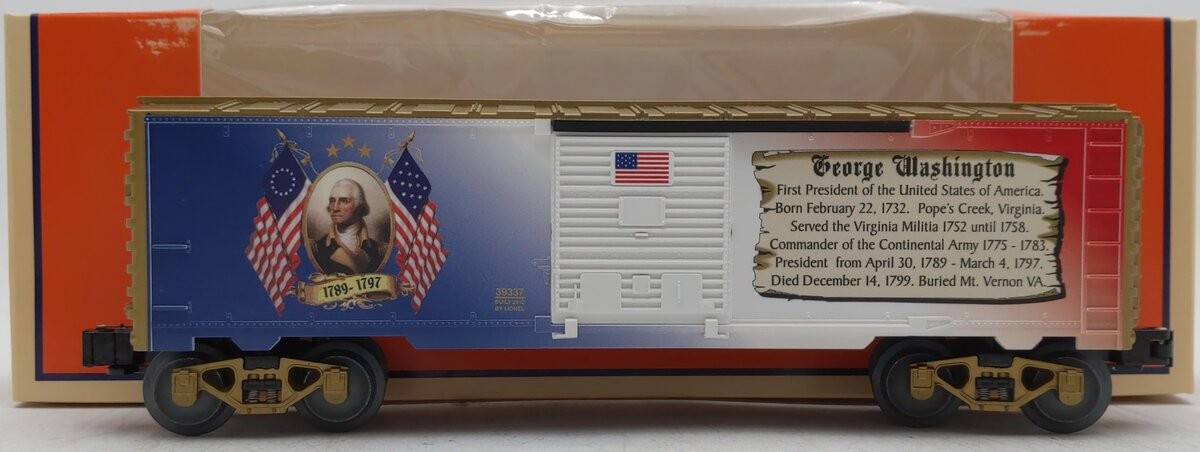 1789-1797
39337
BUILT 2010
BY LIONEL
George Washington
First President of the United States of America.
Born February 22, 1732. Pope's Creek, Virginia.
Served the Virginia Militia 1752 until 1758.
Commander of the Continental Army 1775 - 1783.
President from April 30, 1789 - March 4, 1797.
Died December 14, 1799. Buried Mt. Vernon VA.